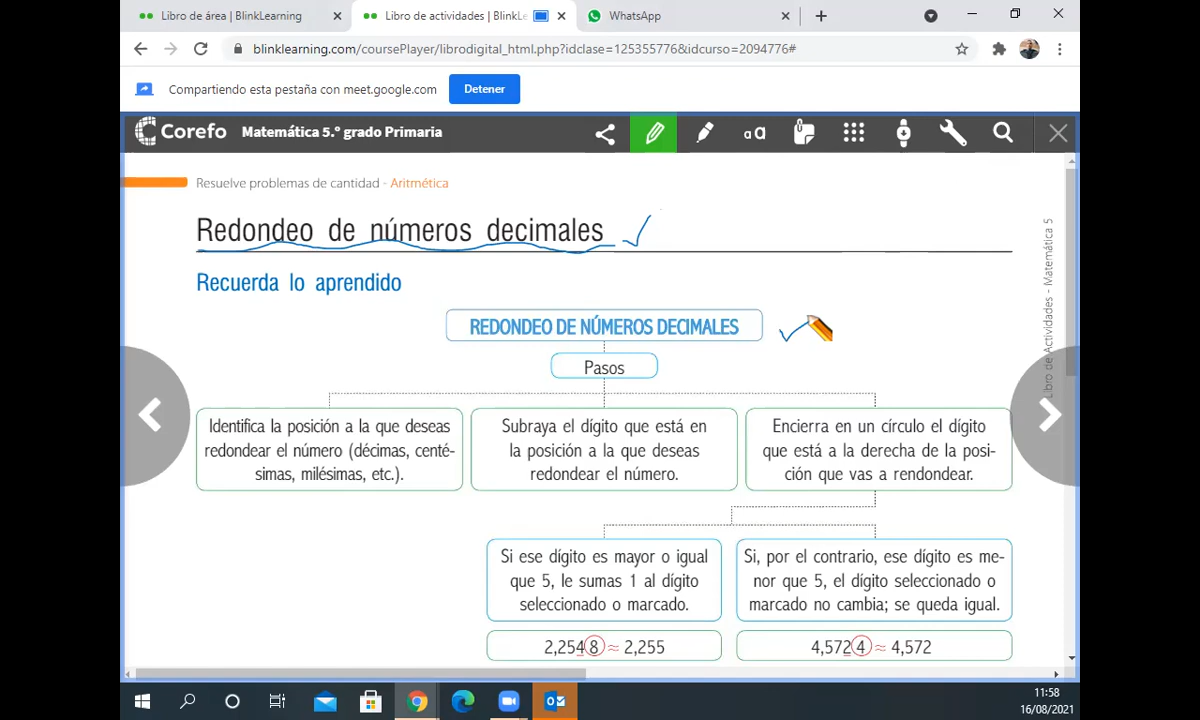 Libro de área | BlinkLearning
Libro de actividades | BlinkLe
WhatsApp
blinklearning.com/coursePlayer/librodigital_html.php?idclase=125355776&idcurso=2094776#
Compartiendo esta pestaña con meet.google.com
Detener
Corefo
Matemática 5.º grado Primaria
aa
Resuelve problemas de cantidad - Aritmética
Redondeo de números decimales
Recuerda lo aprendido
REDONDEO DE NÚMEROS DECIMALES
Pasos
Identifica la posición a la que deseas
redondear el número (décimas, centé-
simas, milésimas, etc.).
Subraya el dígito que está en
la posición a la que deseas
redondear el número.
Encierra en un círculo el dígito
que está a la derecha de la posi-
ción que vas a rendondear.
Si ese dígito es mayor o igual
que 5, le sumas 1 al dígito
seleccionado o marcado.
2,2548 ≈ 2,255
Si, por el contrario, ese dígito es me-
nor que 5, el dígito seleccionado o
marcado no cambia; se queda igual.
4,5724 ≈ 4,572
Libro de Actividades - Matemática 5
11:58
16/08/2021